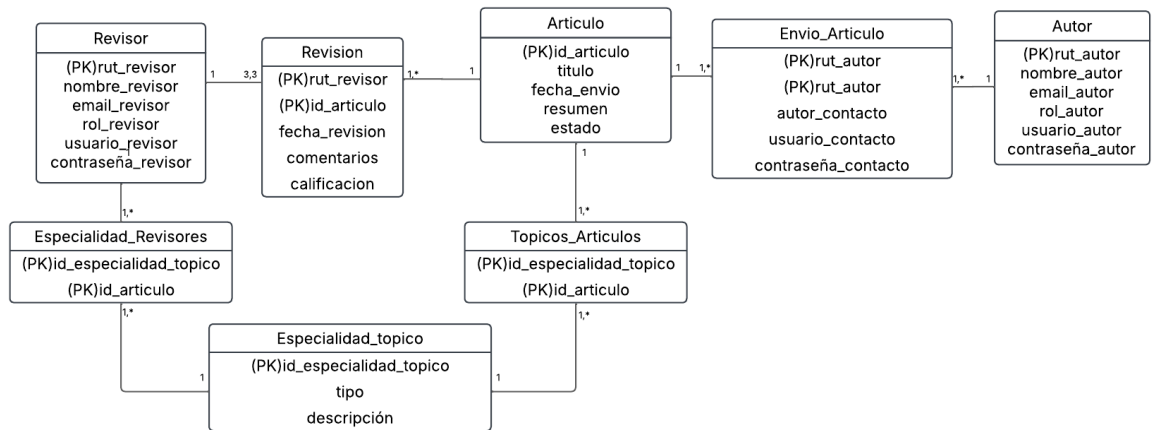 Revisor
(PK)rut_revisor
nombre_revisor
email_revisor
rol_revisor
usuario_revisor
contraseña_revisor
1
3,3
Revision
(PK)rut_revisor
(PK)id_articulo
fecha_revision
comentarios
calificacion
1,*
1
Articulo
(PK)id_articulo
titulo
fecha_envio
resumen
estado
1
1,*
Envio_Articulo
(PK)rut_autor
(PK)rut_autor
autor_contacto
usuario_contacto
contraseña_contacto
1,*
1
Autor
(PK)rut_autor
nombre_autor
email_autor
rol_autor
usuario_autor
contraseña_autor
1,*
Especialidad_Revisores
(PK)id_especialidad_topico
(PK)id_articulo
1,*
1
1,*
Topicos_Articulos
(PK)id_especialidad_topico
(PK)id_articulo
1,*
1
Especialidad_topico
(PK)id_especialidad_topico
tipo
descripción
1